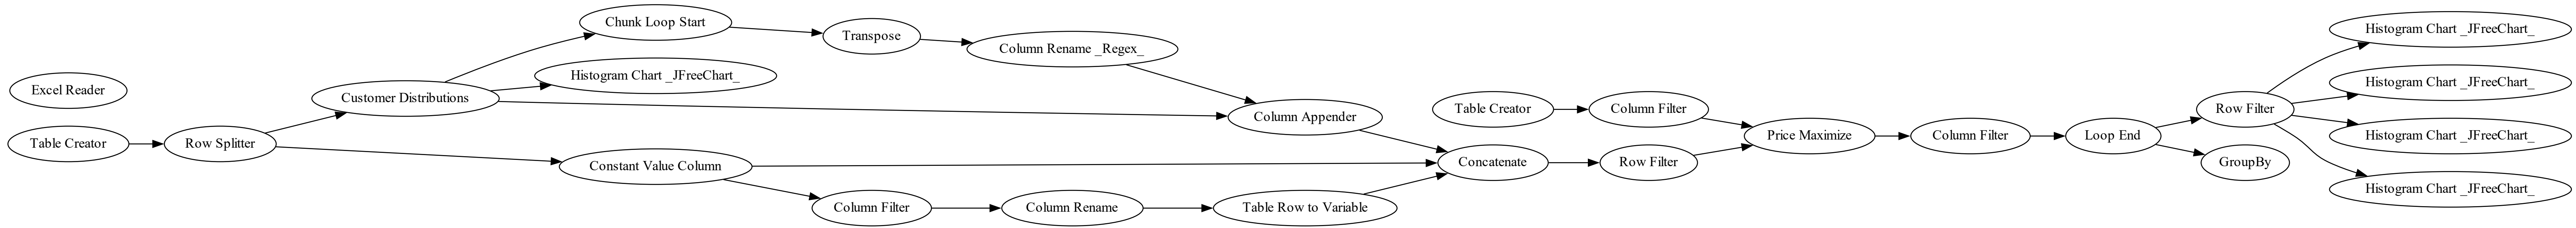 Excel Reader
Table Creator
Row Splitter
Customer Distributions
Chunk Loop Start
Histogram Chart _JFreeChart_
Constant Value Column
Transpose
Column Filter
Column Rename _Regex_
Column Rename
Column Appender
Table Row to Variable
Table Creator
Concatenate
Column Filter
Row Filter
Price Maximize
Column Filter
Loop End
Row Filter
GroupBy
Histogram Chart _JFreeChart_
Histogram Chart _JFreeChart_
Histogram Chart _JFreeChart_
Histogram Chart _JFreeChart_